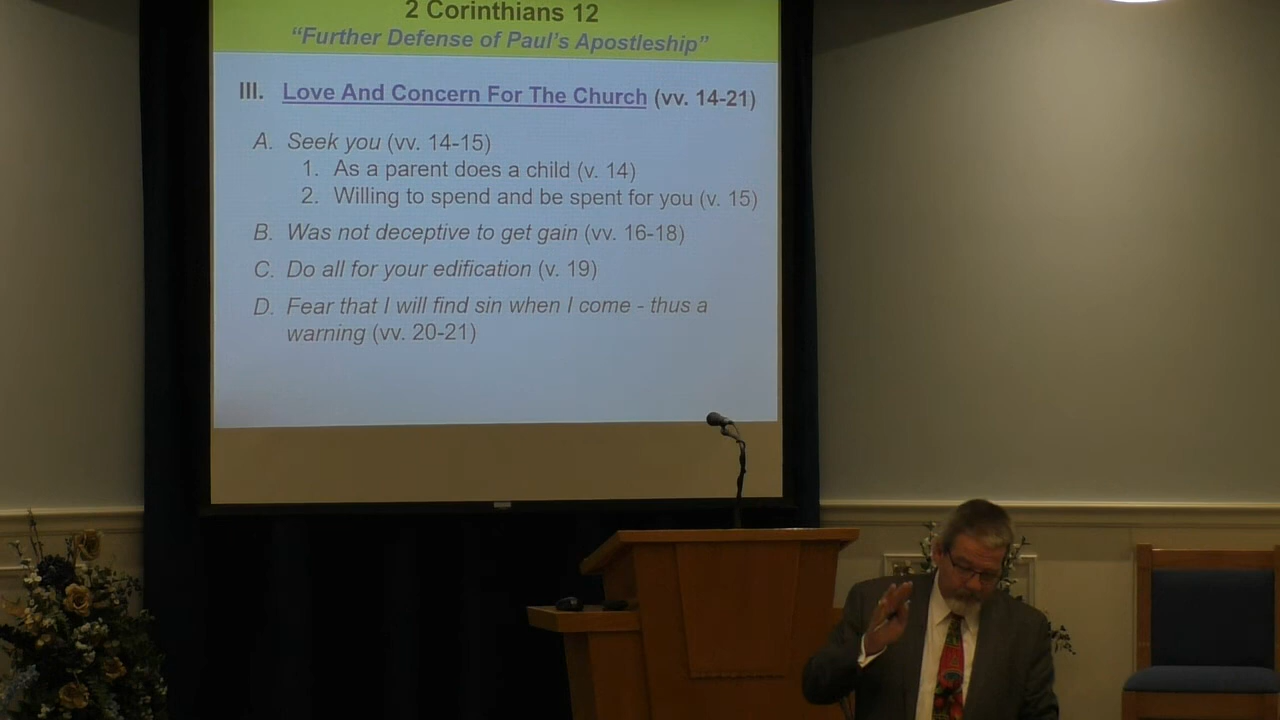 2 Corinthians 12
“Further Defense of Paul’s Apostleship”
III. Love And Concern For The Church (vv. 14-21)
A. Seek you (vv. 14-15)
1. As a parent does a child (v. 14)
2. Willing to spend and be spent for you (v. 15)
B. Was not deceptive to get gain (vv. 16-18)
C. Do all for your edification (v. 19)
D. Fear that I will find sin when I come - thus a
warning (vv. 20-21)